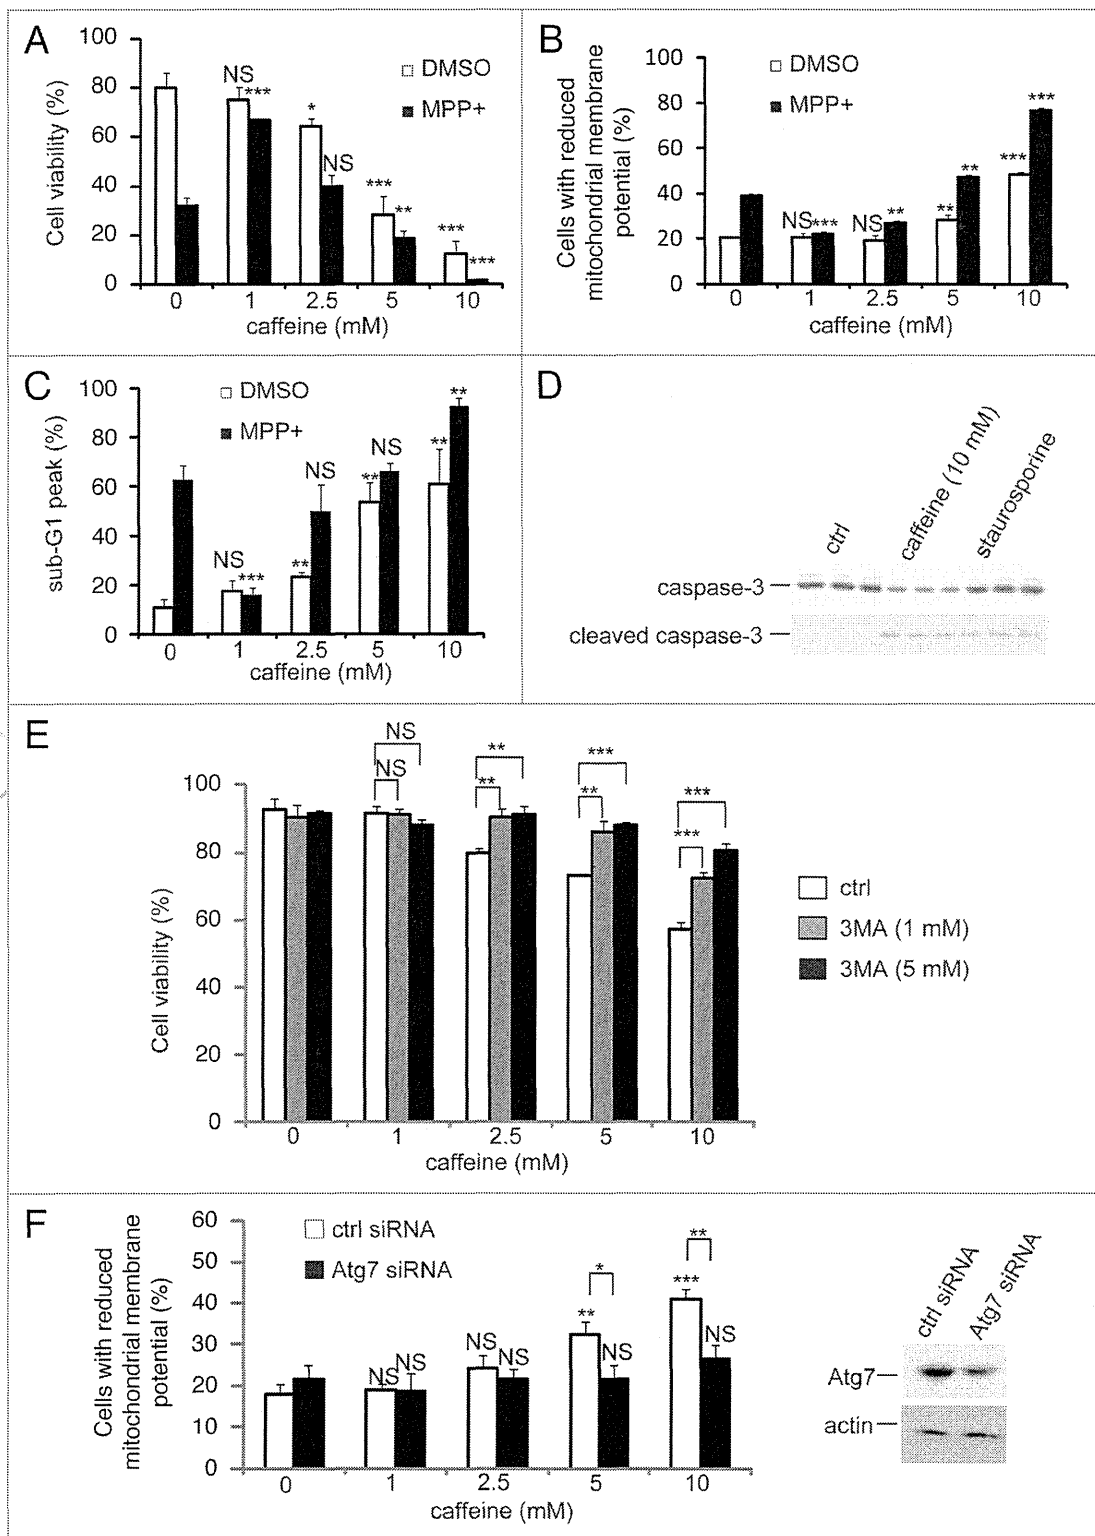 A
Cell viability (%)
100
80
60
40
20
0
NS
***
*
NS
***
**
***
***
DMSO
MPP+
0 1 2.5 5 10
caffeine (mM)
B
Cells with reduced
mitochondrial membrane
potential (%)
100
80
60
40
20
0
DMSO
MPP+
NS
***
NS
**
**
**
***
***
0 1 2.5 5 10
caffeine (mM)
C
sub-G1 peak (%)
100
80
60
40
20
0
DMSO
MPP+
NS
***
**
NS
**
NS
**
**
0 1 2.5 5 10
caffeine (mM)
D
ctrl
caffeine (10 mM)
staurosporine
caspase-3
cleaved caspase-3
E
Cell viability (%)
100
80
60
40
20
0
NS
NS
**
**
***
**
***
***
ctrl
3MA (1 mM)
3MA (5 mM)
0 1 2.5 5 10
caffeine (mM)
F
Cells with reduced
mitochondrial membrane
potential (%)
60
50
40
30
20
10
0
ctrl siRNA
Atg7 siRNA
NS
NS
NS
NS
*
**
NS
**
***
NS
0 1 2.5 5 10
caffeine (mM)
ctrl siRNA
Atg7 siRNA
Atg7
actin